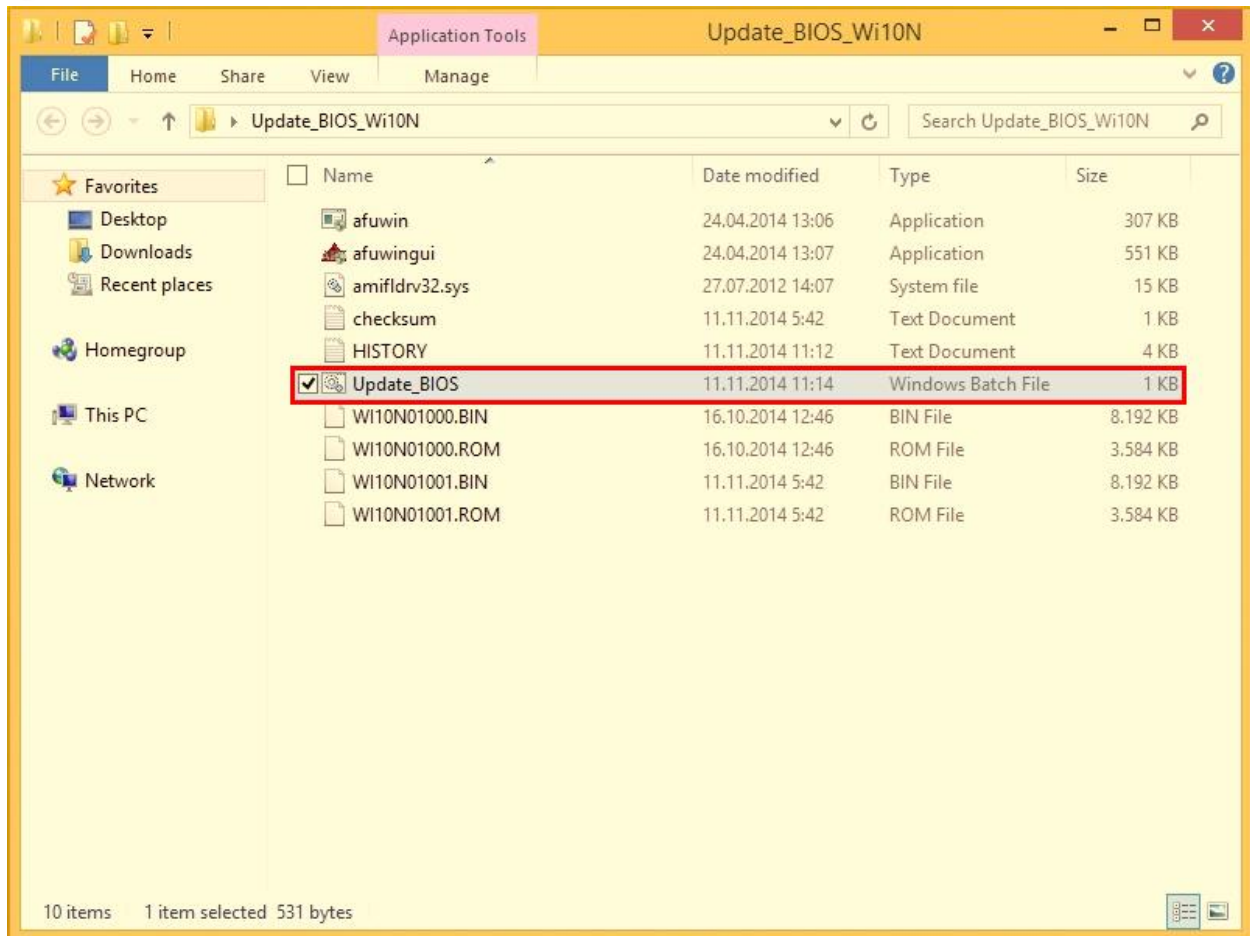 Application Tools
Update_BIOS_Wi10N
File Home Share View Manage
Update_BIOS_Wi10N
Search Update_BIOS_Wi10N
Favorites
Desktop
Downloads
Recent places
Homegroup
This PC
Network
Name Date modified Type Size
afuwin 24.04.2014 13:06 Application 307 KB
afuwingui 24.04.2014 13:07 Application 551 KB
amifldrv32.sys 27.07.2012 14:07 System file 15 KB
checksum 11.11.2014 5:42 Text Document 1 KB
HISTORY 11.11.2014 11:12 Text Document 4 KB
Update_BIOS 11.11.2014 11:14 Windows Batch File 1 KB
WI10N01000.BIN 16.10.2014 12:46 BIN File 8.192 KB
WI10N01000.ROM 16.10.2014 12:46 ROM File 3.584 KB
WI10N01001.BIN 11.11.2014 5:42 BIN File 8.192 KB
WI10N01001.ROM 11.11.2014 5:42 ROM File 3.584 KB
10 items 1 item selected 531 bytes